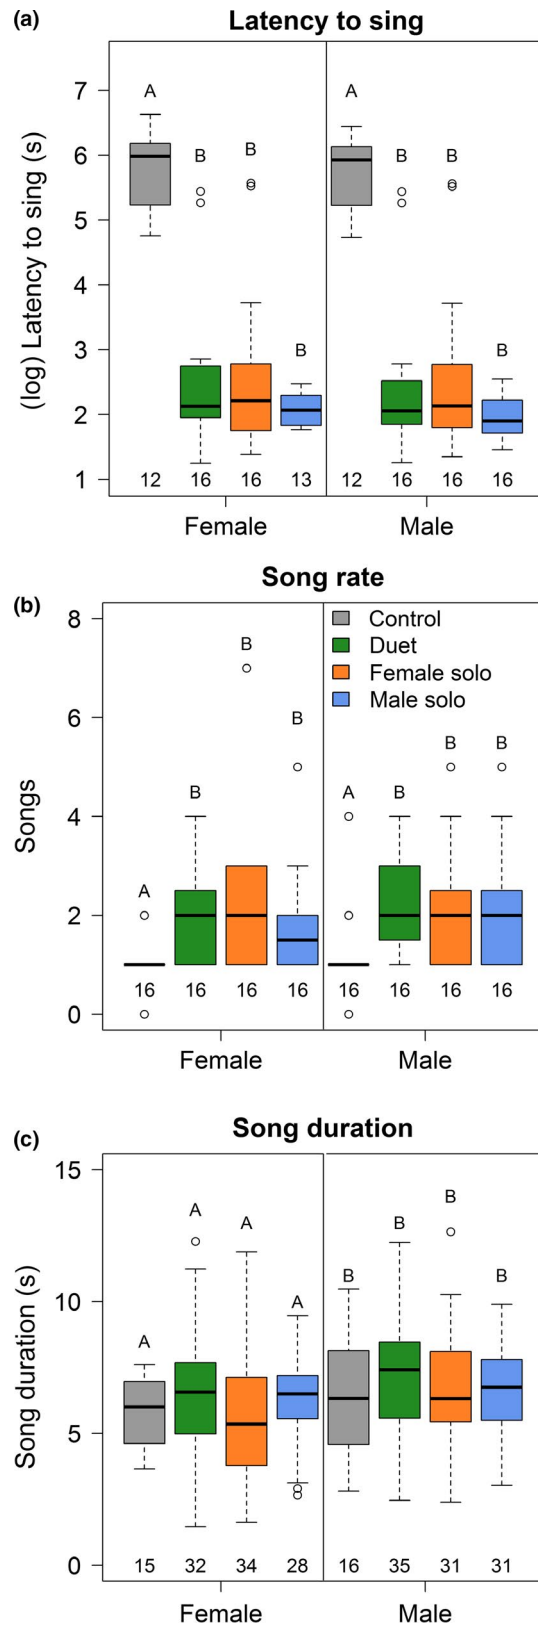 (a) Latency to sing
(log) Latency to sing (s)
7
6
5
4
3
2
1
A B B B A B B B
12 16 16 13 12 16 16 16
Female Male
(b) Song rate
Songs
8
6
4
2
0
Control
Duet
Female solo
Male solo
A B B B A B B B
16 16 16 16 16 16 16 16
Female Male
(c) Song duration
Song duration (s)
15
10
5
0
A A A A B B B B
15 32 34 28 16 35 31 31
Female Male